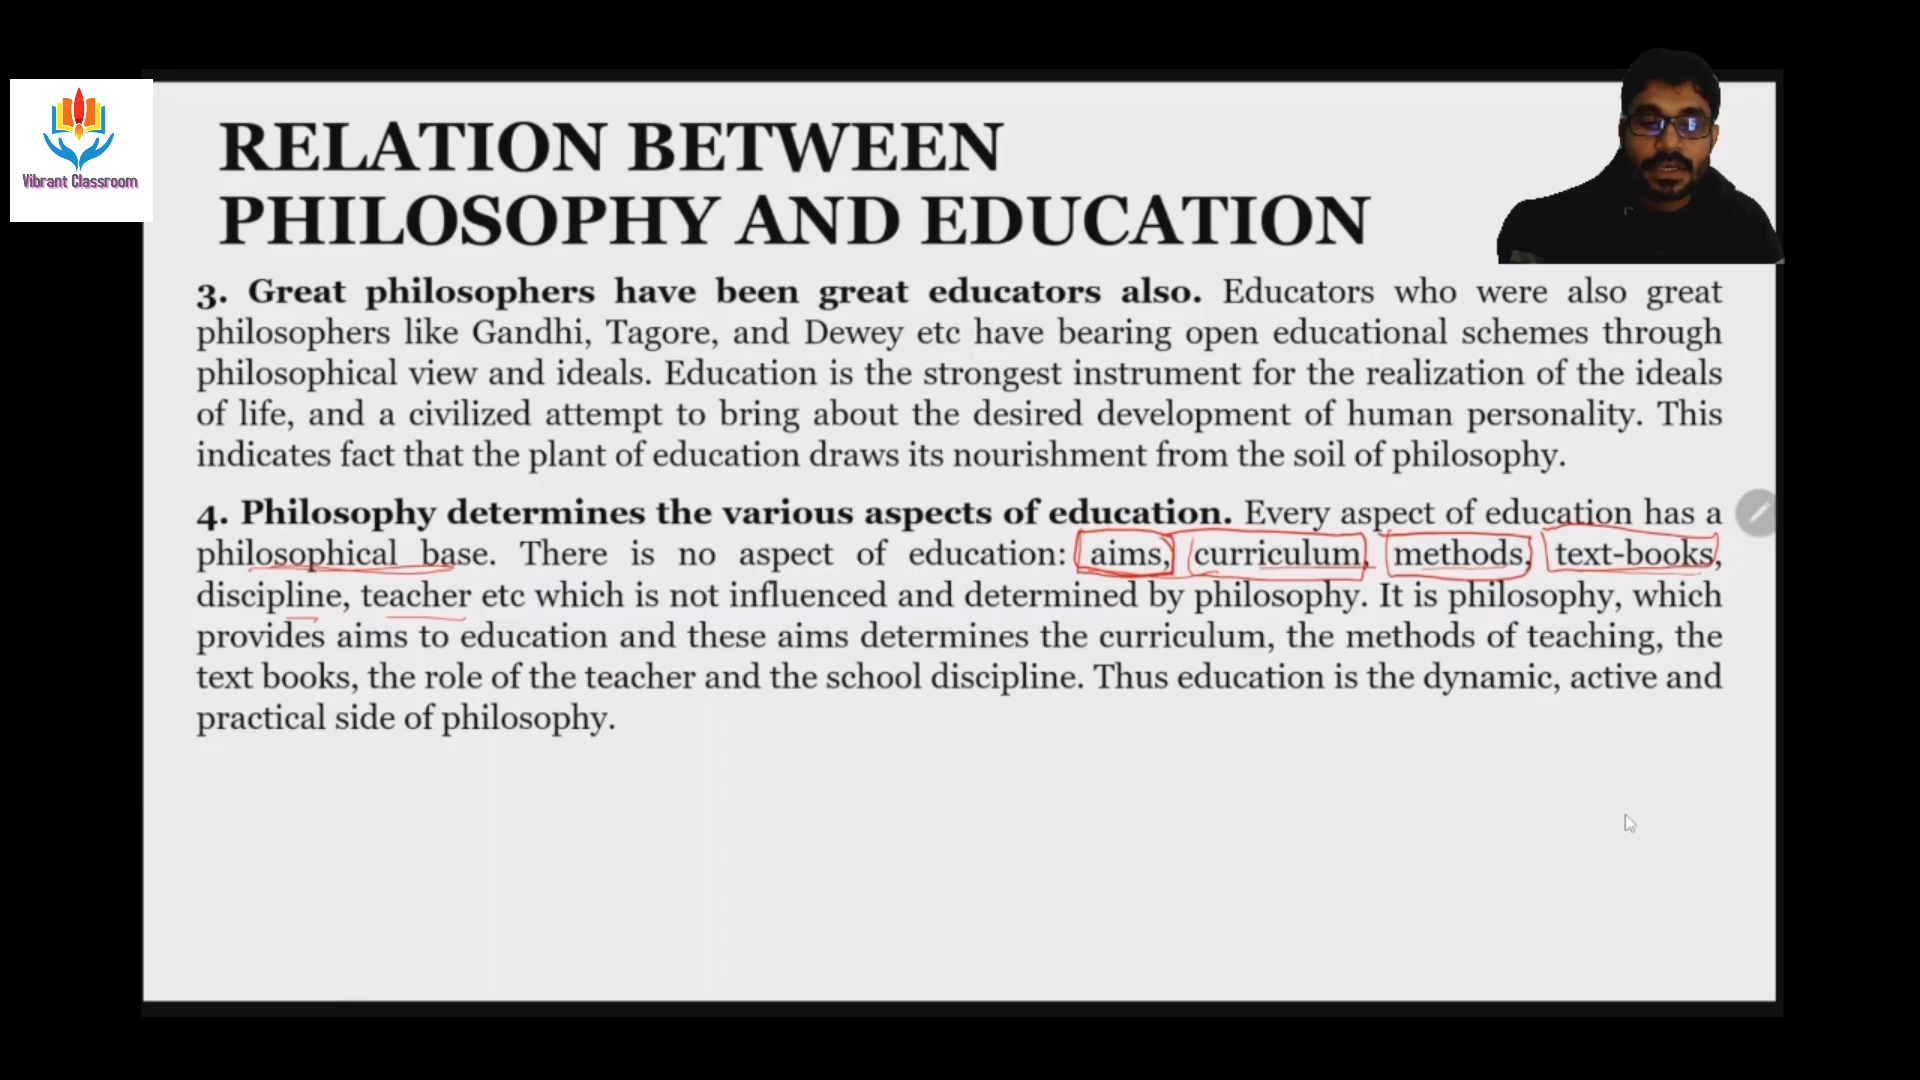 Vibrant Classroom
RELATION BETWEEN
PHILOSOPHY AND EDUCATION
3. Great philosophers have been great educators also. Educators who were also great
philosophers like Gandhi, Tagore, and Dewey etc have bearing open educational schemes through
philosophical view and ideals. Education is the strongest instrument for the realization of the ideals
of life, and a civilized attempt to bring about the desired development of human personality. This
indicates fact that the plant of education draws its nourishment from the soil of philosophy.
4. Philosophy determines the various aspects of education. Every aspect of education has a
philosophical base. There is no aspect of education: aims, curriculum, methods, text-books,
discipline, teacher etc which is not influenced and determined by philosophy. It is philosophy, which
provides aims to education and these aims determines the curriculum, the methods of teaching, the
text books, the role of the teacher and the school discipline. Thus education is the dynamic, active and
practical side of philosophy.